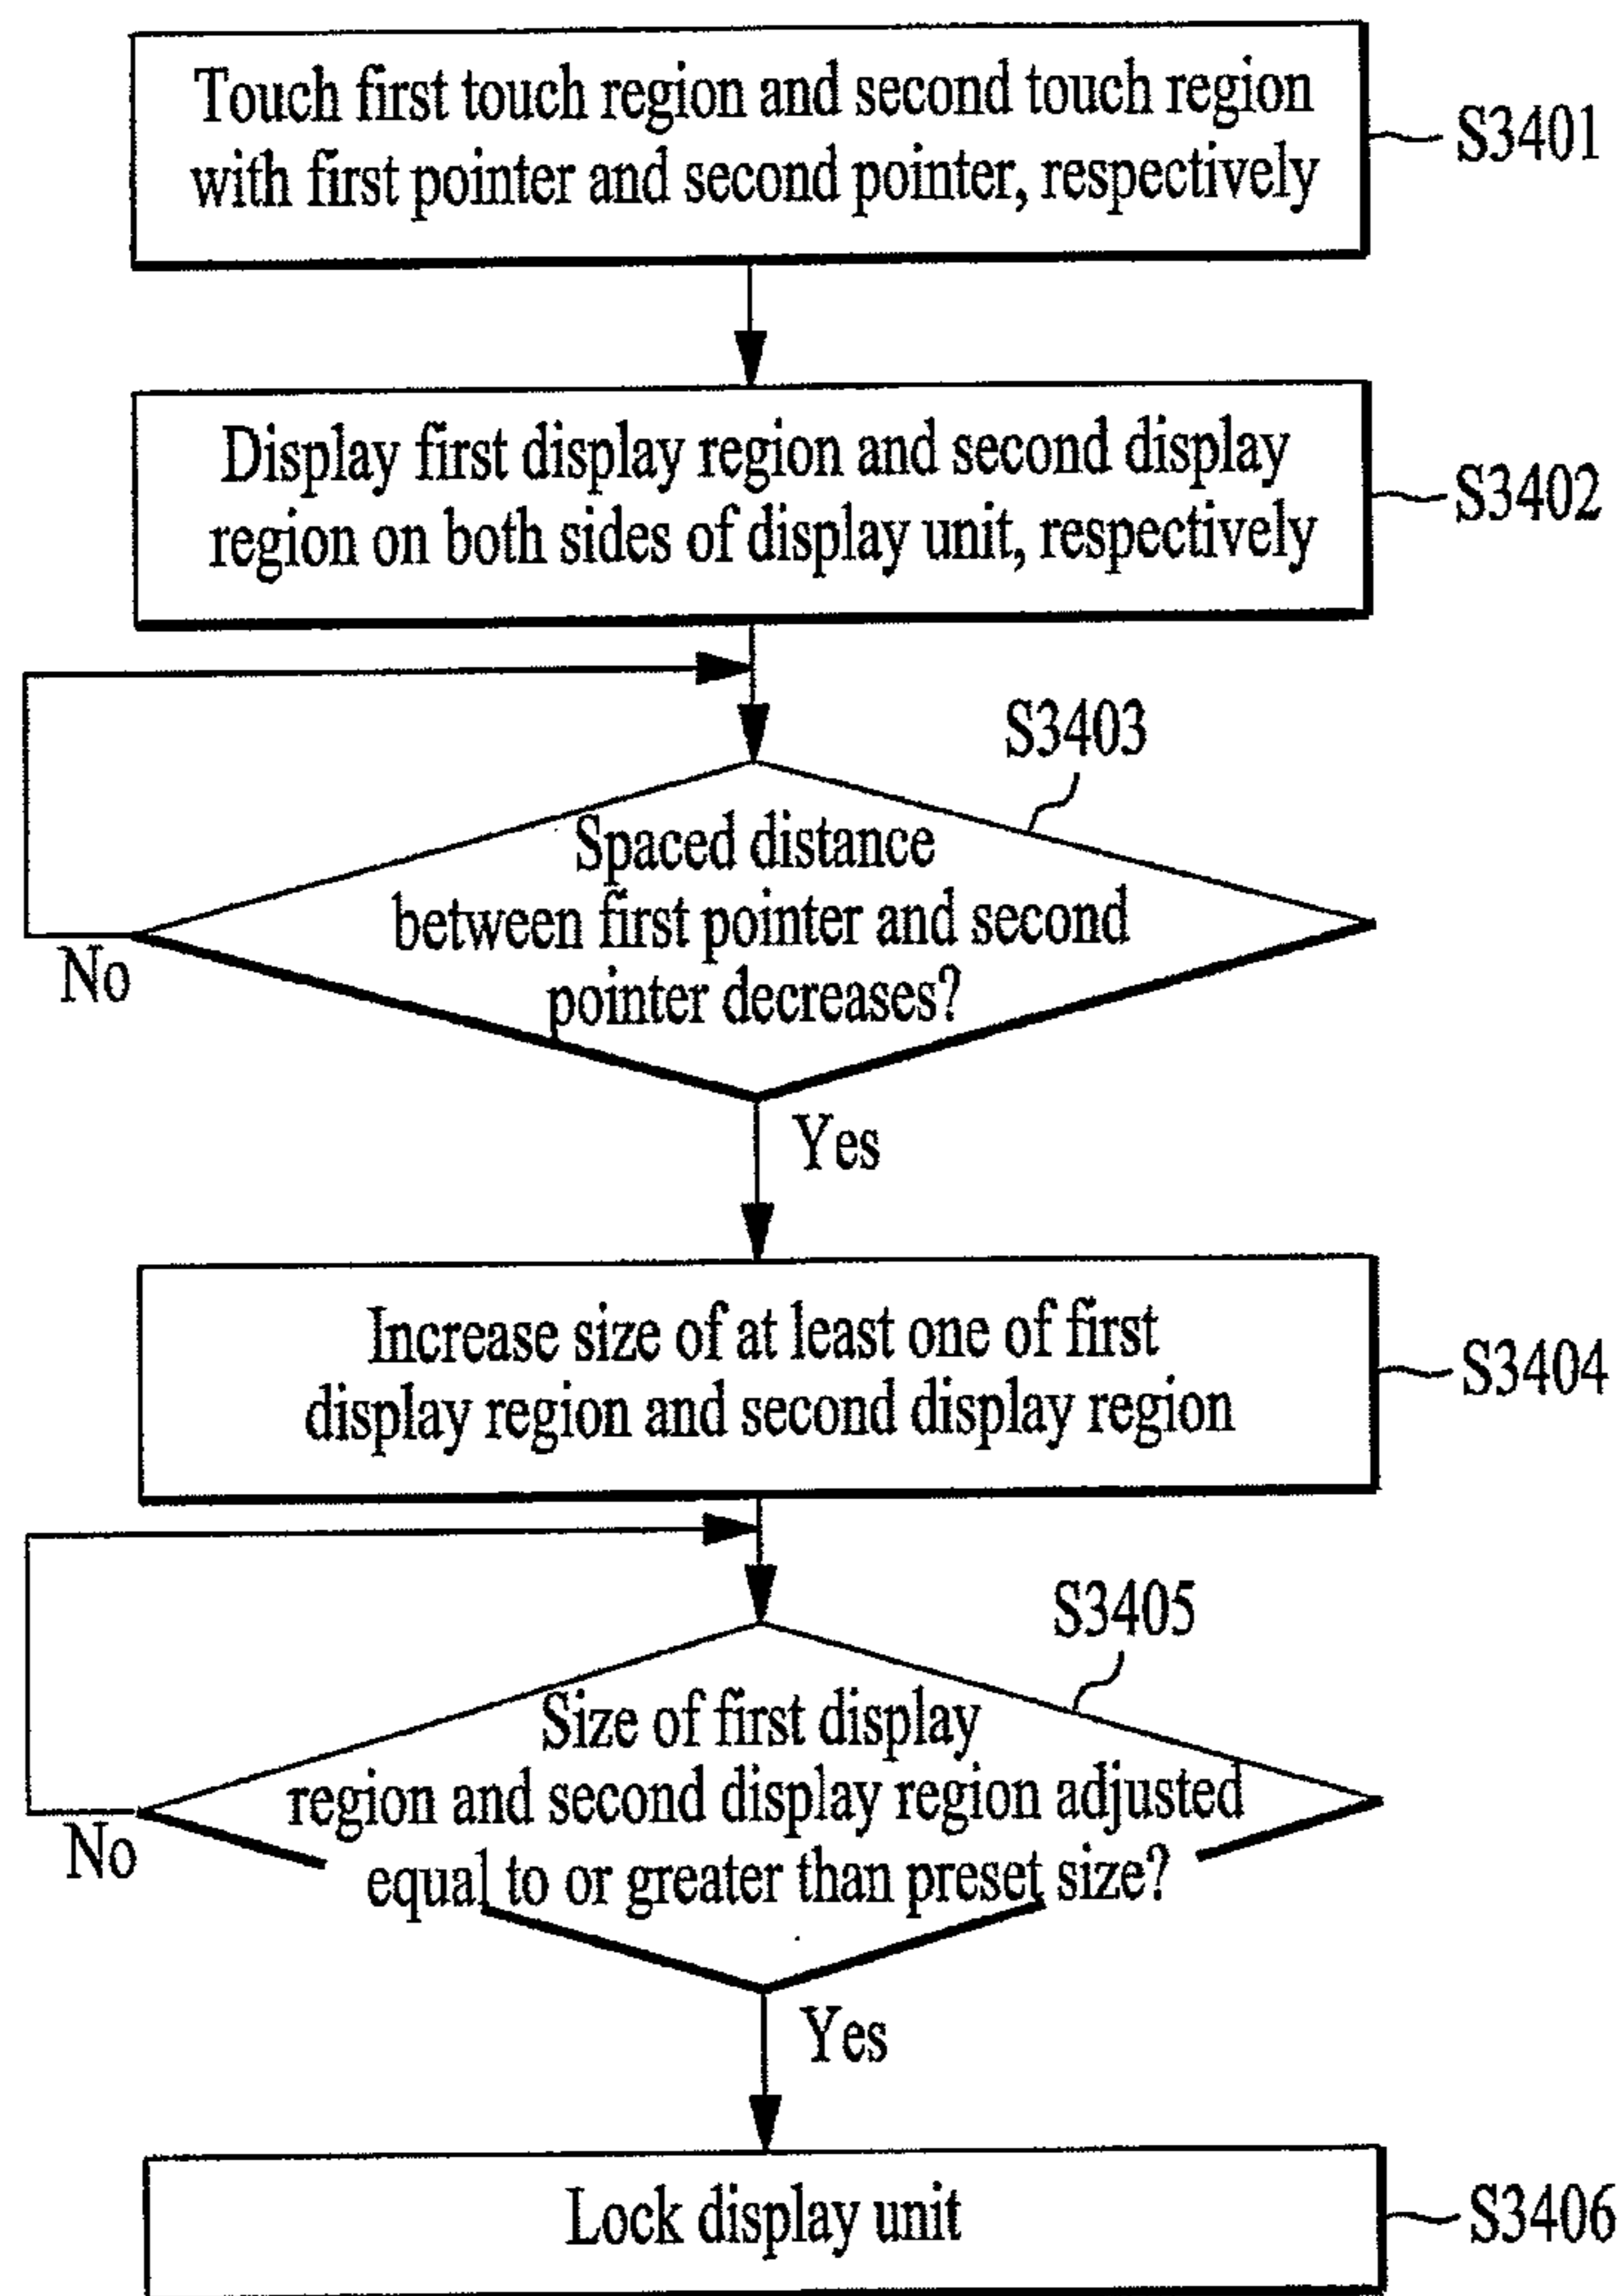 Touch first touch region and second touch region
with first pointer and second pointer, respectively
S3401
Display first display region and second display
region on both sides of display unit, respectively
S3402
S3403
Spaced distance
between first pointer and second
pointer decreases?
No
Yes
Increase size of at least one of first
display region and second display region
S3404
S3405
Size of first display
region and second display region adjusted
equal to or greater than preset size?
No
Yes
Lock display unit
S3406